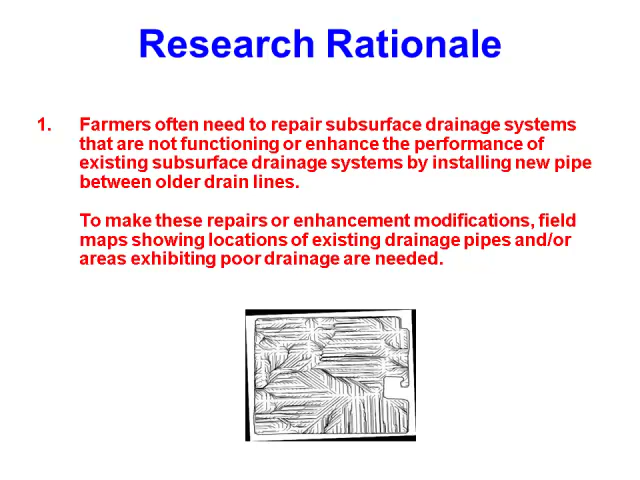 Research Rationale
1. Farmers often need to repair subsurface drainage systems
that are not functioning or enhance the performance of
existing subsurface drainage systems by installing new pipe
between older drain lines.
To make these repairs or enhancement modifications, field
maps showing locations of existing drainage pipes and/or
areas exhibiting poor drainage are needed.